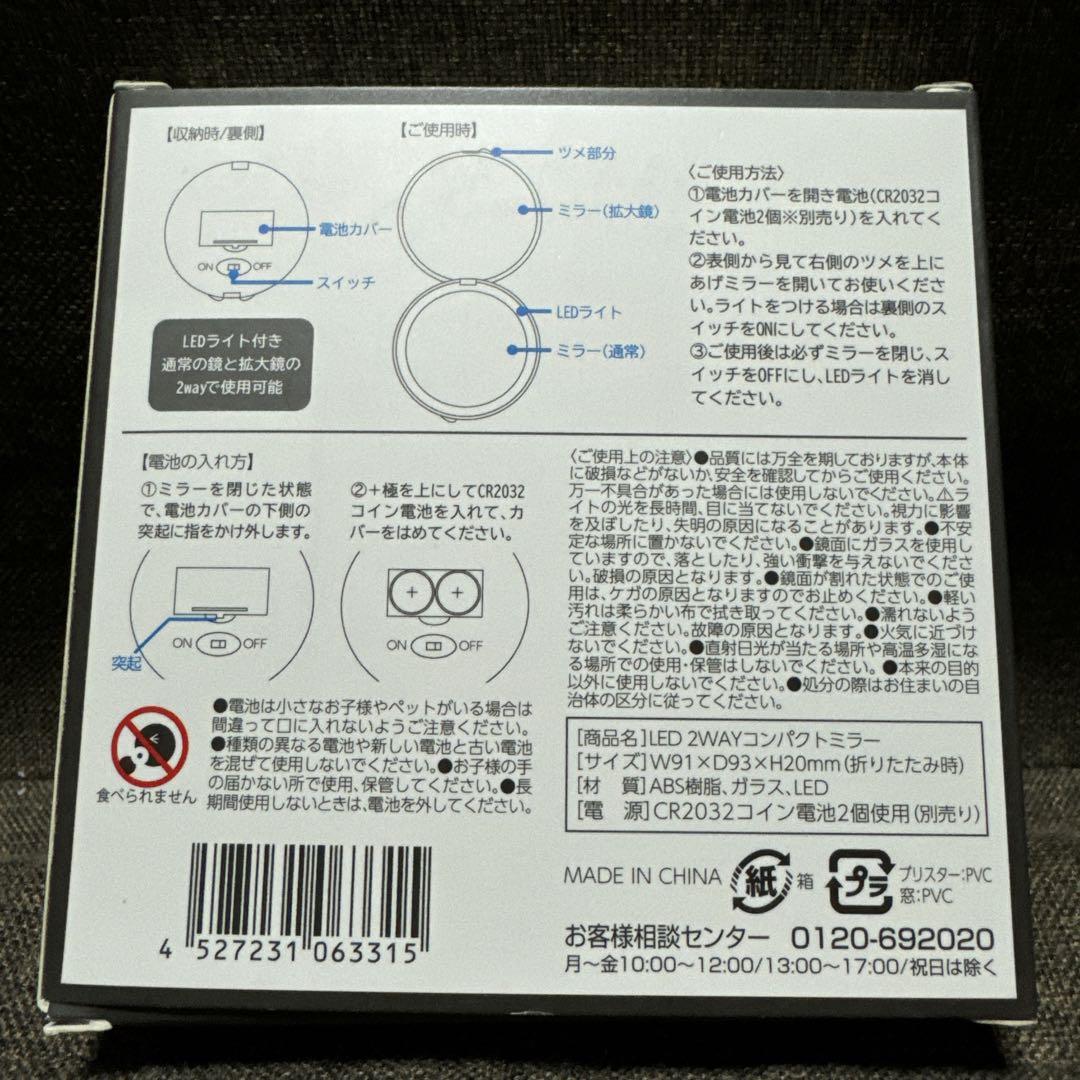 【収納時/裏側】
電池カバー
ON OFF
スイッチ
LEDライト付き
通常の鏡と拡大鏡の
2wayで使用可能
【ご使用時】
ツメ部分
ミラー(拡大鏡)
LEDライト
ミラー(通常)
〈ご使用方法〉
①電池カバーを開き電池(CR2032コ
イン電池2個※別売り)を入れてく
ださい。
②表側から見て右側のツメを上に
あげミラーを開いてお使いくださ
い。ライトをつける場合は裏側のス
イッチをONにしてください。
③ご使用後は必ずミラーを閉じ、ス
イッチをOFFにし、LEDライトを消し
てください。
【電池の入れ方】
①ミラーを閉じた状態
で、電池カバーの下側の
突起に指をかけ外します。
ON OFF
突起
②+極を上にしてCR2032
コイン電池を入れて、カ
バーをはめてください。
+ +
ON OFF
食べられません
●電池は小さなお子様やペットがいる場合は
間違って口に入れないようご注意ください。
●種類の異なる電池や新しい電池と古い電池
を混ぜて使用しないでください。●お子様の手
の届かない所で使用、保管してください。●長
期間使用しないときは、電池を外してください。
〈ご使用上の注意〉●品質には万全を期しておりますが、本体
に破損などがないか、安全を確認してからご使用ください。
万一不具合があった場合には使用しないでください。⚠ラ
イトの光を長時間、目に当てないでください。視力に影響
を及ぼしたり、失明の原因になることがあります。●不安
定な場所に置かないでください。●鏡面にガラスを使用し
ていますので、落としたり、強い衝撃を与えないでくださ
い。破損の原因となります。●鏡面が割れた状態でのご使
用は、ケガの原因となりますのでお止めください。●軽い
汚れは柔らかい布で拭き取ってください。●濡れないよう
ご注意ください。故障の原因となります。●火気に近づけ
ないでください。●直射日光が当たる場所や高温多湿にな
る場所での使用・保管はしないでください。●本来の目的
以外に使用しないでください。●処分の際はお住まいの自
治体の区分に従ってください。
[商品名]LED 2WAYコンパクトミラー
[サイズ]W91×D93×H20mm(折りたたみ時)
[材 質]ABS樹脂、ガラス、LED
[電 源]CR2032コイン電池2個使用(別売り)
4 527231 063315
MADE IN CHINA
紙 箱
プラ
ブリスター:PVC
窓:PVC
お客様相談センター 0120-692020
月～金10:00～12:00/13:00～17:00/祝日は除く